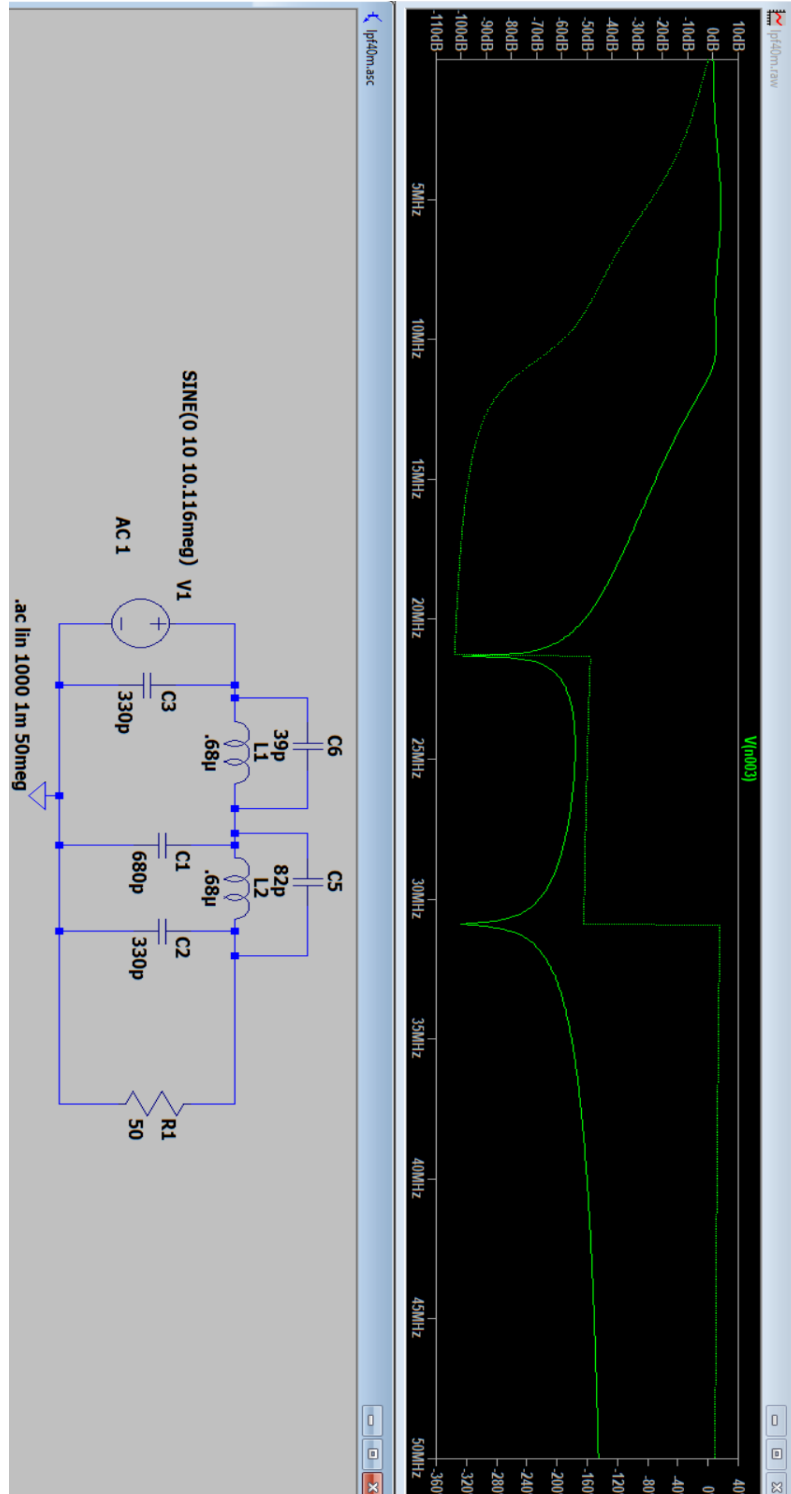 lpf40m.raw
V(n003)
10dB
0dB
-10dB
-20dB
-30dB
-40dB
-50dB
-60dB
-70dB
-80dB
-90dB
-100dB
-110dB
40
0
-40
-80
-120
-160
-200
-240
-280
-320
-360
5MHz
10MHz
15MHz
20MHz
25MHz
30MHz
35MHz
40MHz
45MHz
50MHz
lpf40m.asc
C6
39p
L1
.68µ
C5
82p
L2
.68µ
SINE(0 10 10.116meg)
V1
AC 1
C3
330p
C1
680p
C2
330p
R1
50
.ac lin 1000 1m 50meg